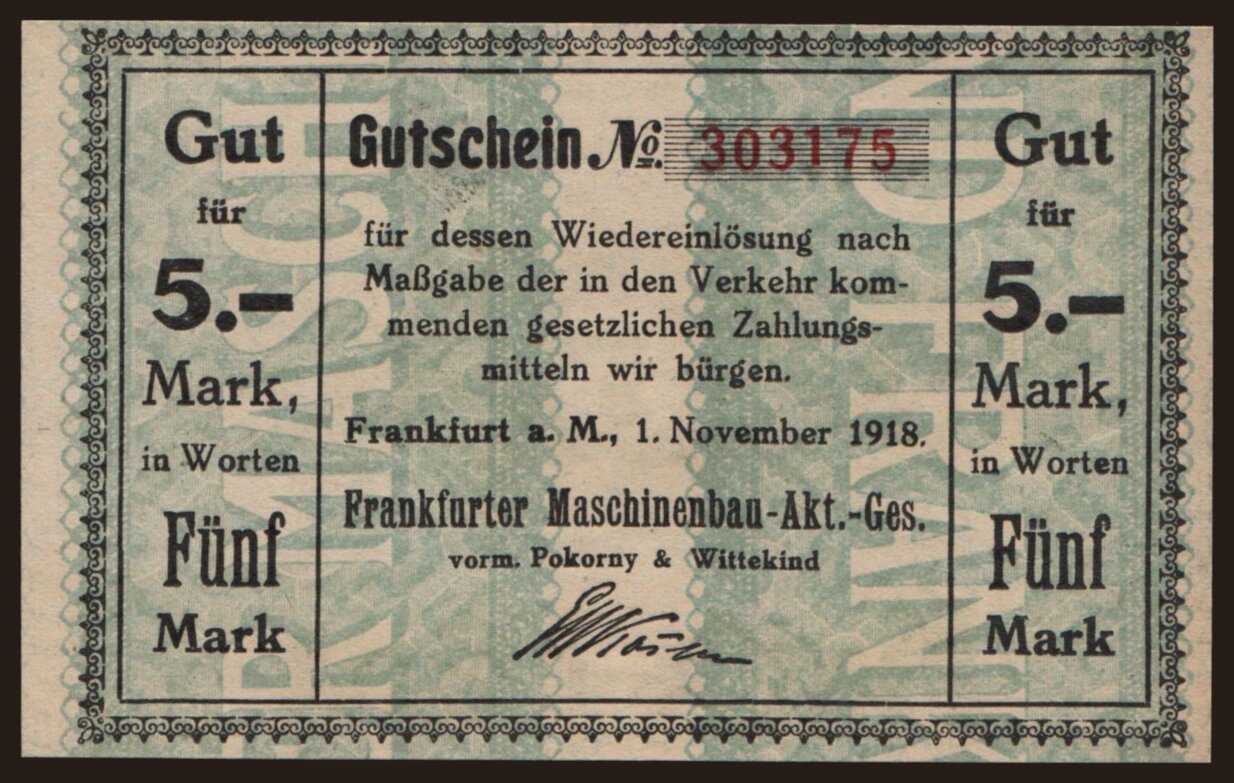 Gut
für
5.–
Mark,
in Worten
Fünf
Mark
Gutschein No. 303175
für dessen Wiedereinlösung nach
Maßgabe der in den Verkehr kom-
menden gesetzlichen Zahlungs-
mitteln wir bürgen.
Frankfurt a. M., 1. November 1918.
Frankfurter Maschinenbau-Akt.-Ges.
vorm. Pokorny & Wittekind
Gut
für
5.–
Mark,
in Worten
Fünf
Mark